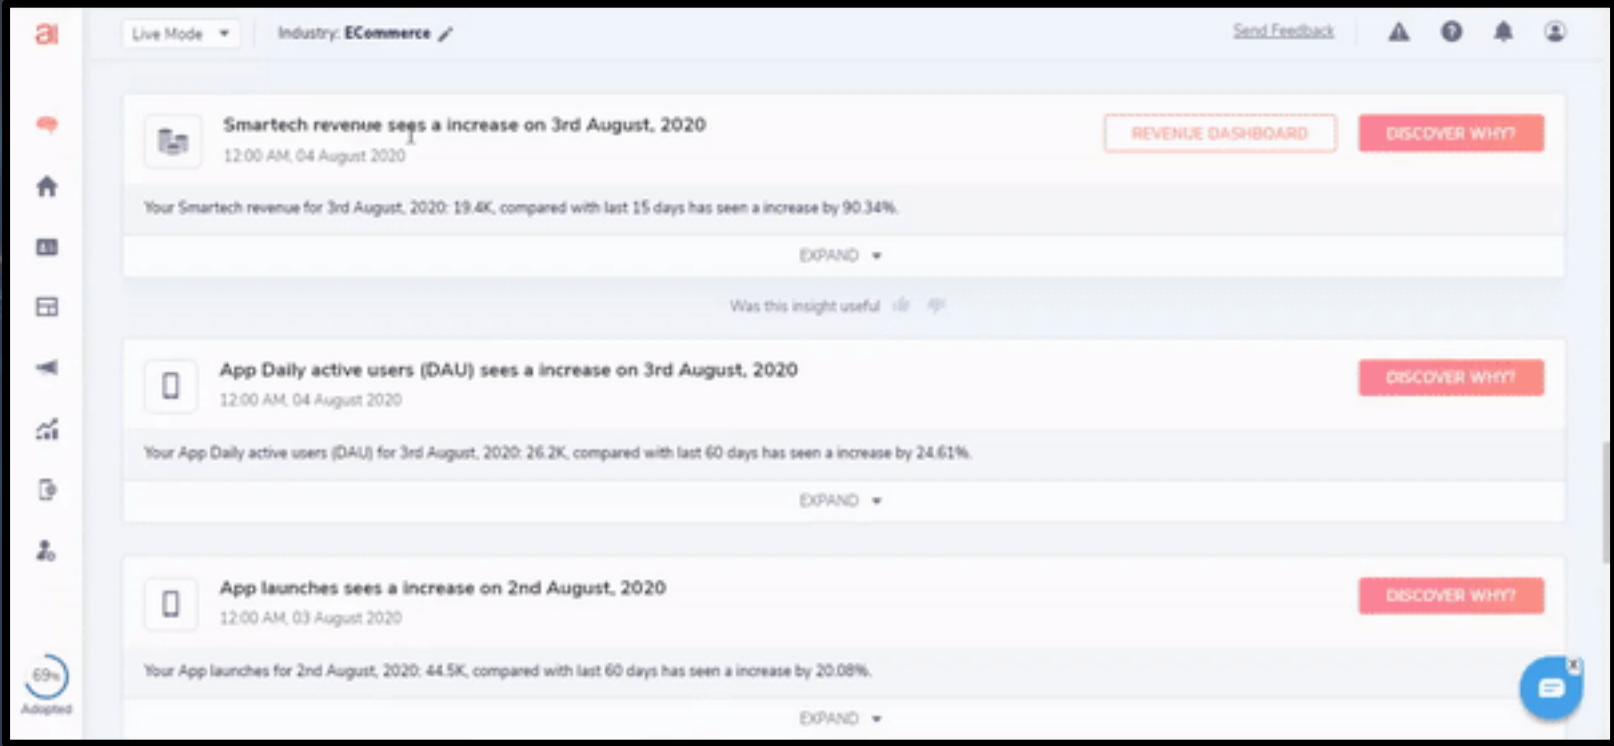 ai
Live Mode
Industry: ECommerce
Send Feedback
Smartech revenue sees a increase on 3rd August, 2020
12:00 AM, 04 August 2020
REVENUE DASHBOARD
DISCOVER WHY?
Your Smartech revenue for 3rd August, 2020: 19.4K, compared with last 15 days has seen a increase by 90.34%.
EXPAND
Was this insight useful
App Daily active users (DAU) sees a increase on 3rd August, 2020
12:00 AM, 04 August 2020
DISCOVER WHY?
Your App Daily active users (DAU) for 3rd August, 2020: 26.2K, compared with last 60 days has seen a increase by 24.61%.
EXPAND
App launches sees a increase on 2nd August, 2020
12:00 AM, 03 August 2020
DISCOVER WHY?
Your App launches for 2nd August, 2020: 44.5K, compared with last 60 days has seen a increase by 20.08%.
EXPAND
69%
Adopted
x